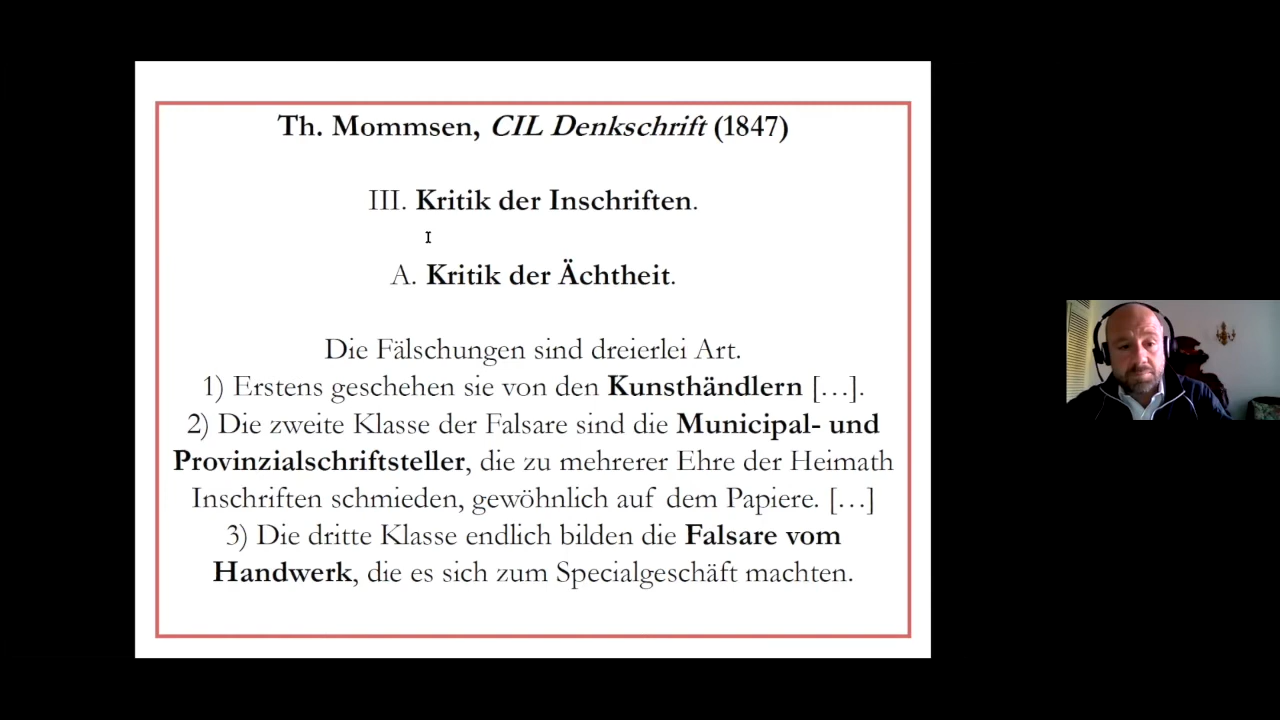 Th. Mommsen, CIL Denkschrift (1847)
III. Kritik der Inschriften.
A. Kritik der Ächtheit.
Die Fälschungen sind dreierlei Art.
1) Erstens geschehen sie von den Kunsthändlern [...].
2) Die zweite Klasse der Falsare sind die Municipal- und
Provinzialschriftsteller, die zu mehrerer Ehre der Heimath
Inschriften schmieden, gewöhnlich auf dem Papiere. [...]
3) Die dritte Klasse endlich bilden die Falsare vom
Handwerk, die es sich zum Specialgeschäft machten.